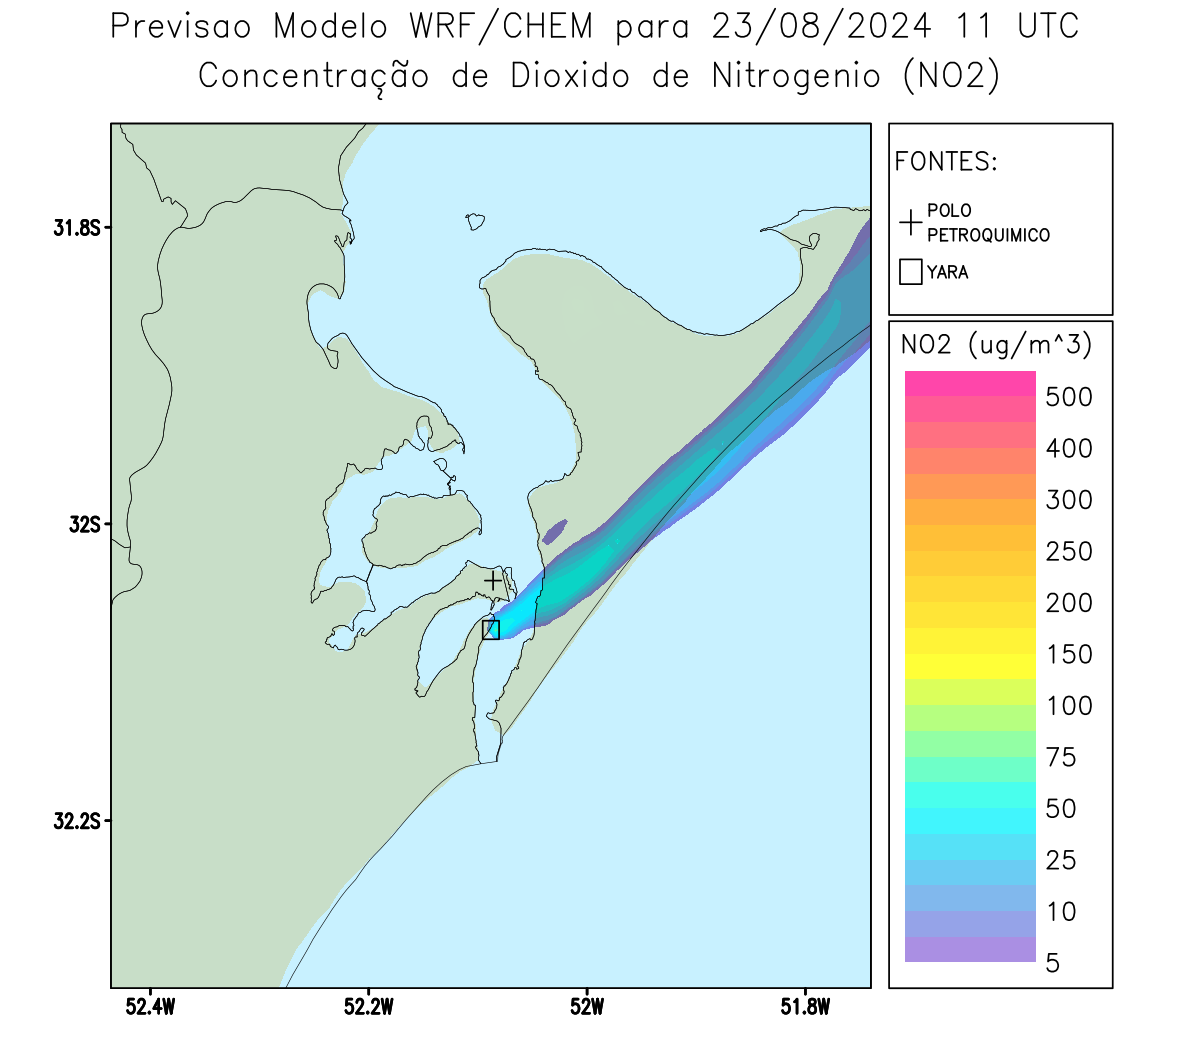 Previsao Modelo WRF/CHEM para 23/08/2024 11 UTC
Concentração de Dioxido de Nitrogenio (NO2)
FONTES:
POLO
PETROQUIMICO
YARA
NO2 (ug/m^3)
500
400
300
250
200
150
100
75
50
25
10
5
31.8S
32S
32.2S
52.4W
52.2W
52W
51.8W